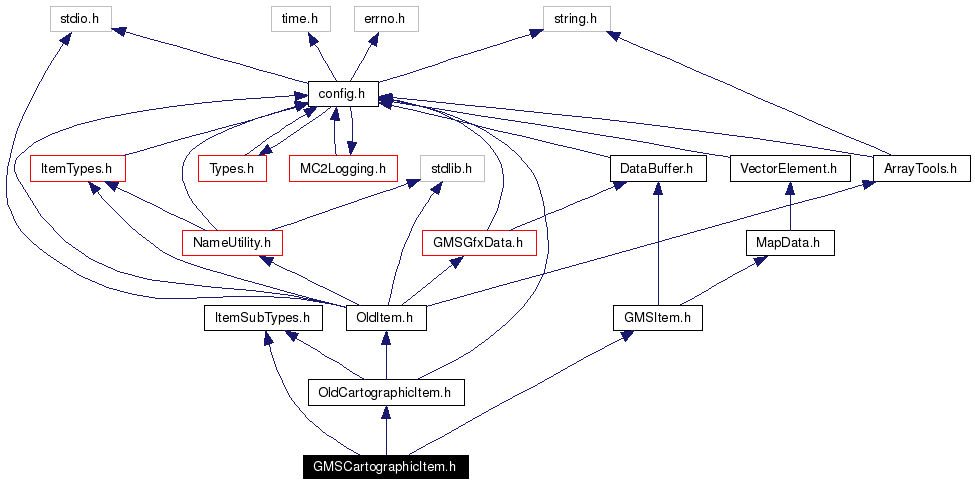 stdio.h
time.h
errno.h
string.h
config.h
ItemTypes.h
Types.h
MC2Logging.h
stdlib.h
DataBuffer.h
VectorElement.h
ArrayTools.h
NameUtility.h
GMSGfxData.h
MapData.h
ItemSubTypes.h
OldItem.h
GMSItem.h
OldCartographicItem.h
GMSCartographicItem.h